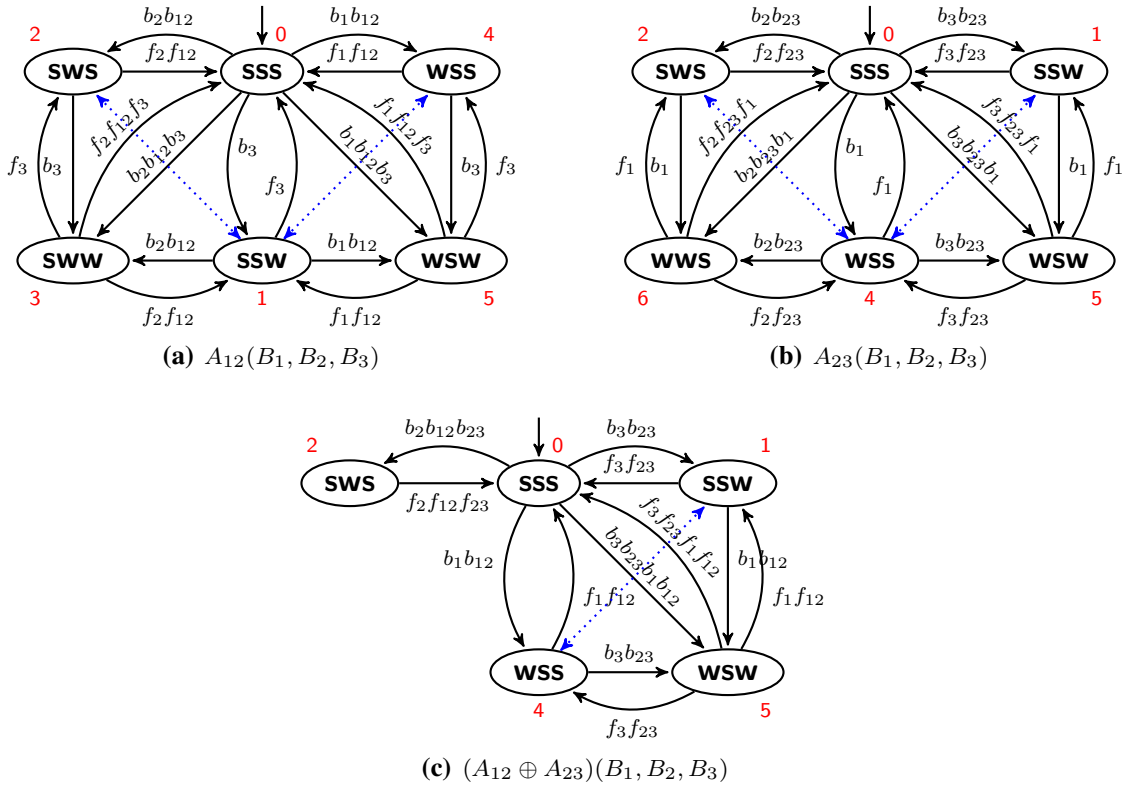 b₂b₁₂ b₁b₁₂ b₂b₂₃ b₃b₂₃
2 0 4 2 0 1
f₂f₁₂ f₁f₁₂ f₂f₂₃ f₃f₂₃
SWS SSS WSS SWS SSS SSW
f₂f₁₂f₃ f₁f₁₂f₃ f₂f₂₃f₁ f₃f₂₃f₁
b₂b₁₂b₃ b₁b₁₂b₃ b₂b₂₃b₁ b₃b₂₃b₁
f₃ b₃ b₃ f₃ b₃ f₃ f₁ b₁ b₁ f₁ b₁ f₁
b₂b₁₂ b₁b₁₂ b₂b₂₃ b₃b₂₃
SWW SSW WSW WWS WSS WSW
3 1 5 6 4 5
f₂f₁₂ f₁f₁₂ f₂f₂₃ f₃f₂₃
(a) A₁₂(B₁, B₂, B₃) (b) A₂₃(B₁, B₂, B₃)
b₂b₁₂b₂₃ b₃b₂₃
2 0 1
f₃f₂₃
SWS SSS SSW
f₂f₁₂f₂₃
f₃f₂₃f₁f₁₂
b₃b₂₃b₁b₁₂
b₁b₁₂ f₁f₁₂ b₁b₁₂ f₁f₁₂
b₃b₂₃
WSS WSW
4 5
f₃f₂₃
(c) (A₁₂ ⊕ A₂₃)(B₁, B₂, B₃)